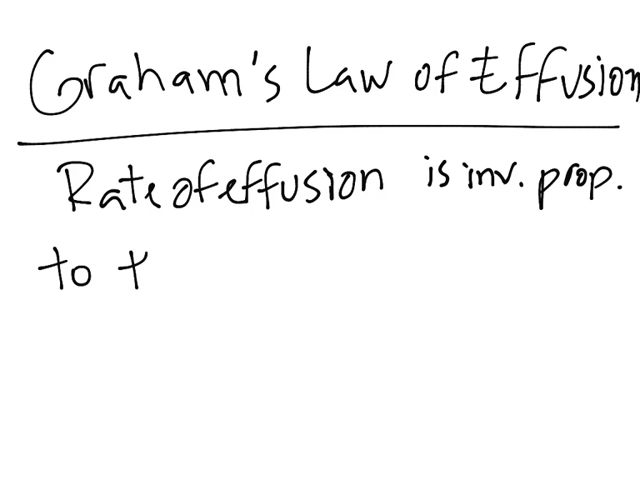 Graham's Law of Effusion
Rate of effusion is inv. prop.
to t